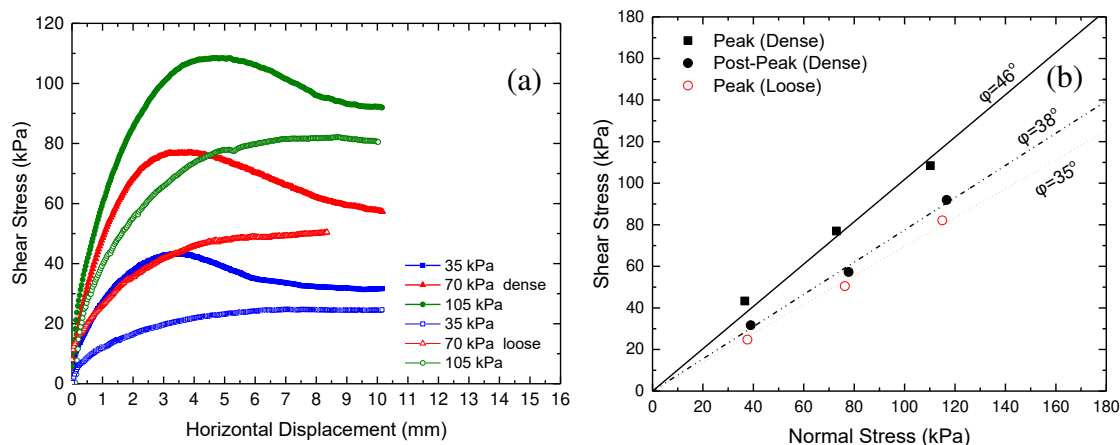 120
100
80
60
40
20
0
Shear Stress (kPa)
(a)
35 kPa
70 kPa dense
105 kPa
35 kPa
70 kPa loose
105 kPa
0 1 2 3 4 5 6 7 8 9 10 11 12 13 14 15 16
Horizontal Displacement (mm)
180
160
140
120
100
80
60
40
20
0
Shear Stress (kPa)
Peak (Dense)
Post-Peak (Dense)
Peak (Loose)
(b)
φ=46°
φ=38°
φ=35°
0 20 40 60 80 100 120 140 160 180
Normal Stress (kPa)